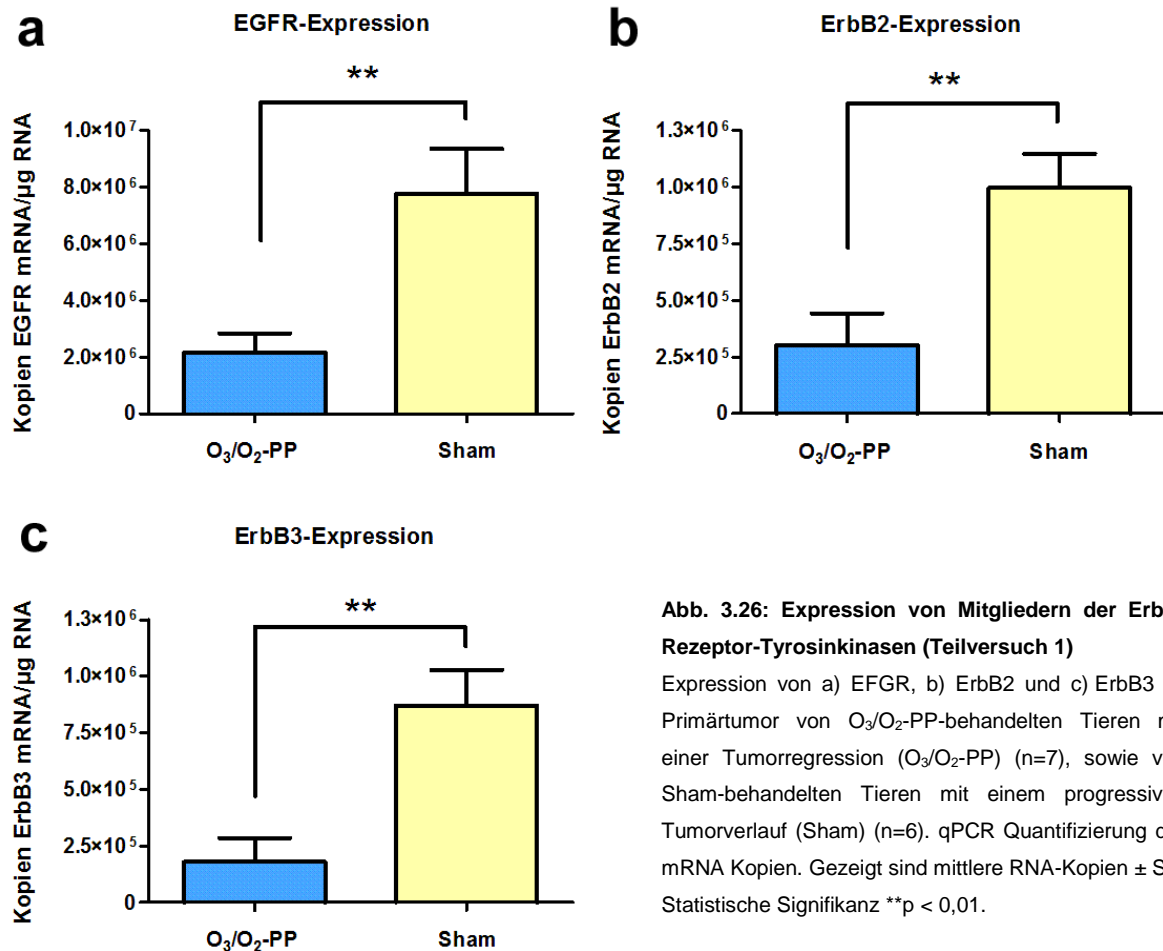 a
EGFR-Expression
**
Kopien EGFR mRNA/µg RNA
1.0×10⁷
8.0×10⁶
6.0×10⁶
4.0×10⁶
2.0×10⁶
0
O₃/O₂-PP
Sham
b
ErbB2-Expression
**
Kopien ErbB2 mRNA/µg RNA
1.3×10⁶
1.0×10⁶
7.5×10⁵
5.0×10⁵
2.5×10⁵
0
O₃/O₂-PP
Sham
c
ErbB3-Expression
**
Kopien ErbB3 mRNA/µg RNA
1.3×10⁶
1.0×10⁶
7.5×10⁵
5.0×10⁵
2.5×10⁵
0
O₃/O₂-PP
Sham
Abb. 3.26: Expression von Mitgliedern der Erb
Rezeptor-Tyrosinkinasen (Teilversuch 1)
Expression von a) EFGR, b) ErbB2 und c) ErbB3
Primärtumor von O₃/O₂-PP-behandelten Tieren
einer Tumorregression (O₃/O₂-PP) (n=7), sowie
Sham-behandelten Tieren mit einem progressiv
Tumorverlauf (Sham) (n=6). qPCR Quantifizierung
mRNA Kopien. Gezeigt sind mittlere RNA-Kopien ± S
Statistische Signifikanz **p < 0,01.